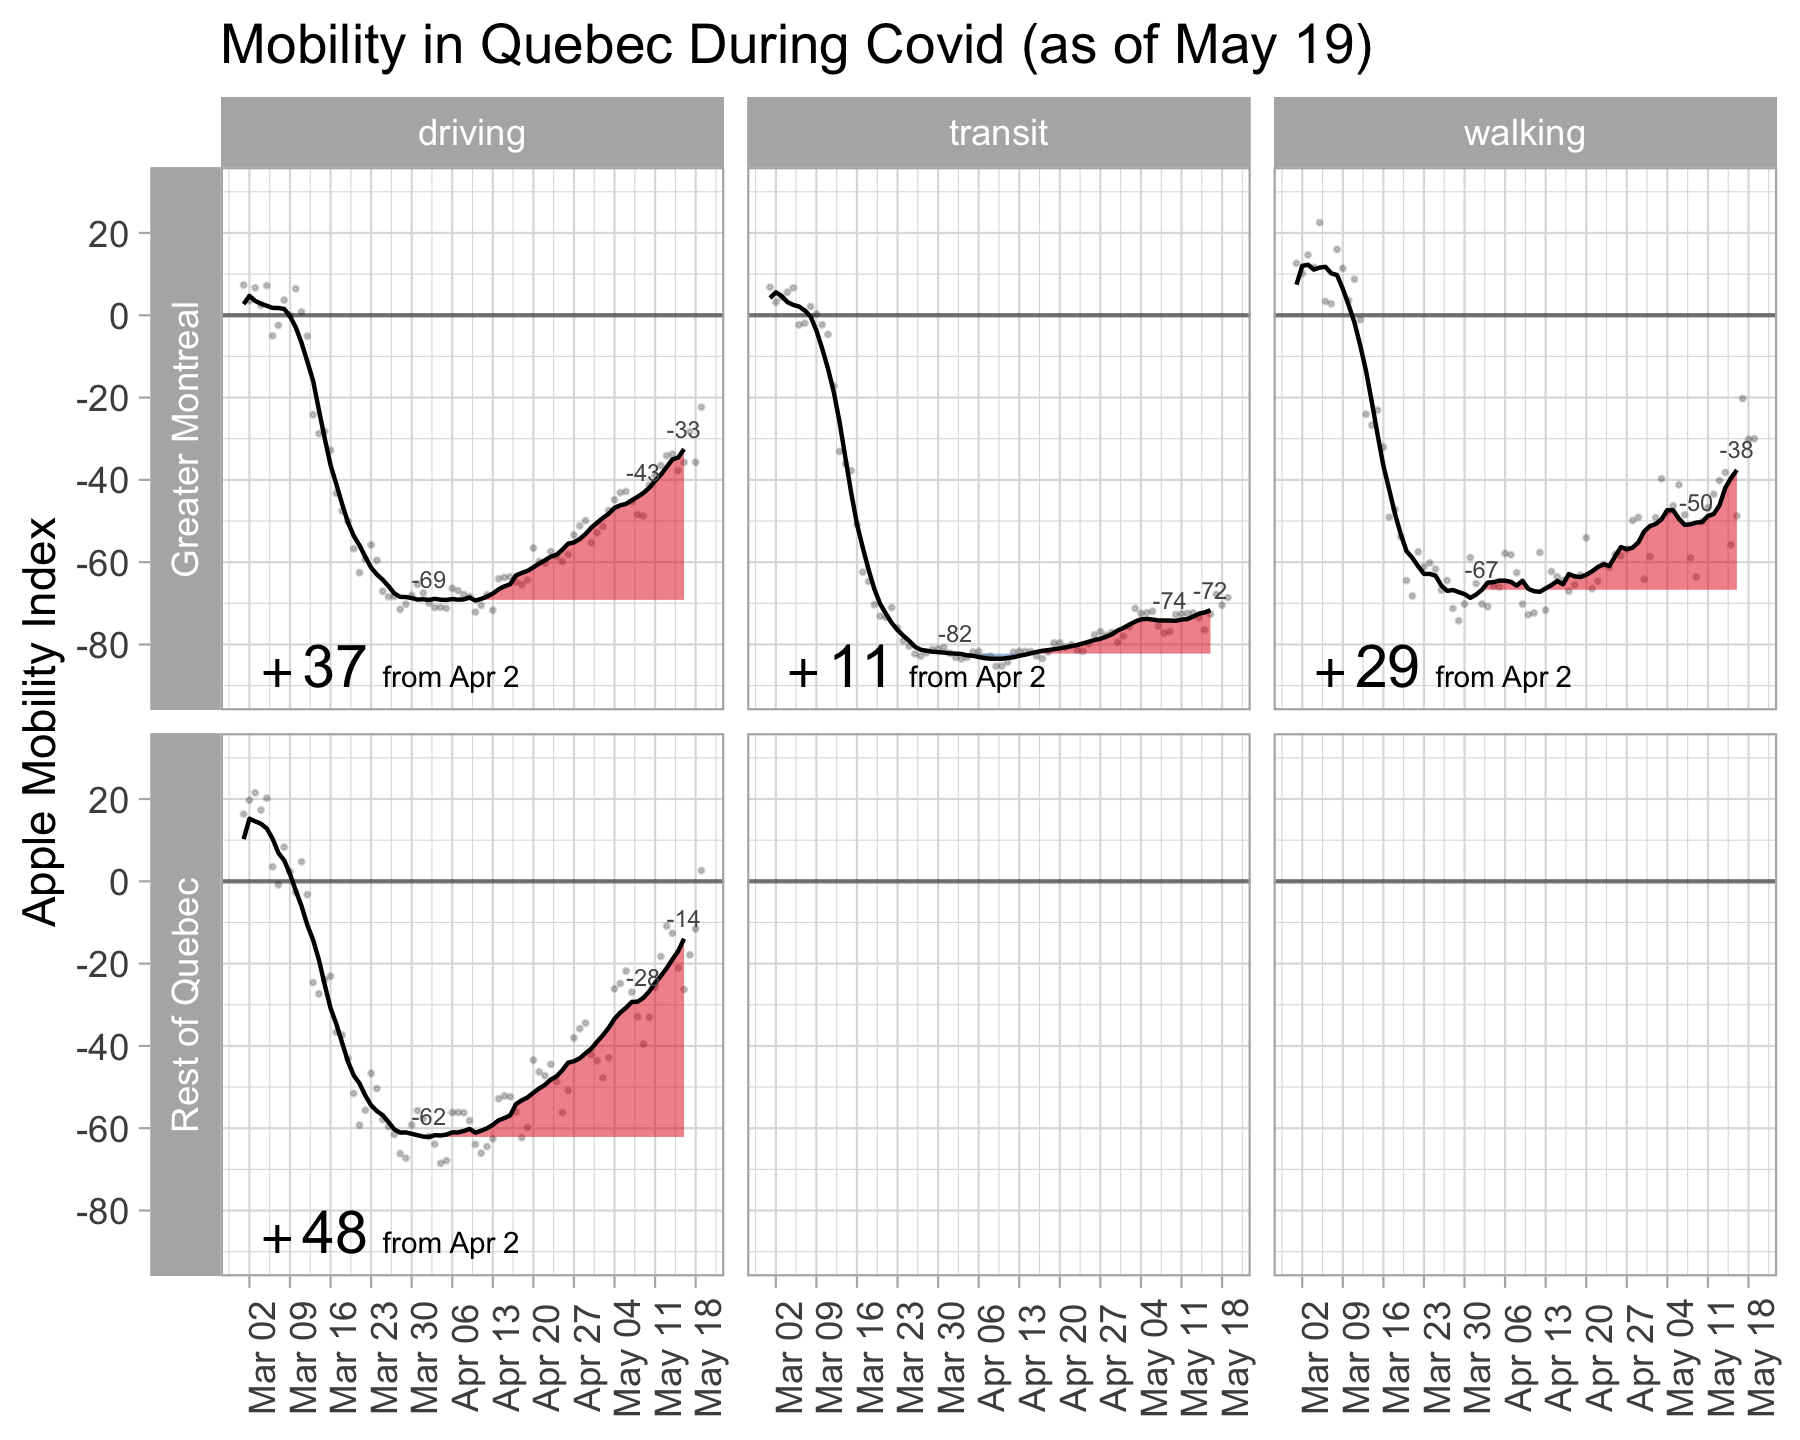 Mobility in Quebec During Covid (as of May 19)
driving
transit
walking
Apple Mobility Index
Greater Montreal
20
0
-20
-40
-60
-80
-69
-43
-33
+37 from Apr 2
-82
-74
-72
+11 from Apr 2
-67
-50
-38
+29 from Apr 2
Rest of Quebec
20
0
-20
-40
-60
-80
-62
-28
-14
+48 from Apr 2
Mar 02
Mar 09
Mar 16
Mar 23
Mar 30
Apr 06
Apr 13
Apr 20
Apr 27
May 04
May 11
May 18
Mar 02
Mar 09
Mar 16
Mar 23
Mar 30
Apr 06
Apr 13
Apr 20
Apr 27
May 04
May 11
May 18
Mar 02
Mar 09
Mar 16
Mar 23
Mar 30
Apr 06
Apr 13
Apr 20
Apr 27
May 04
May 11
May 18